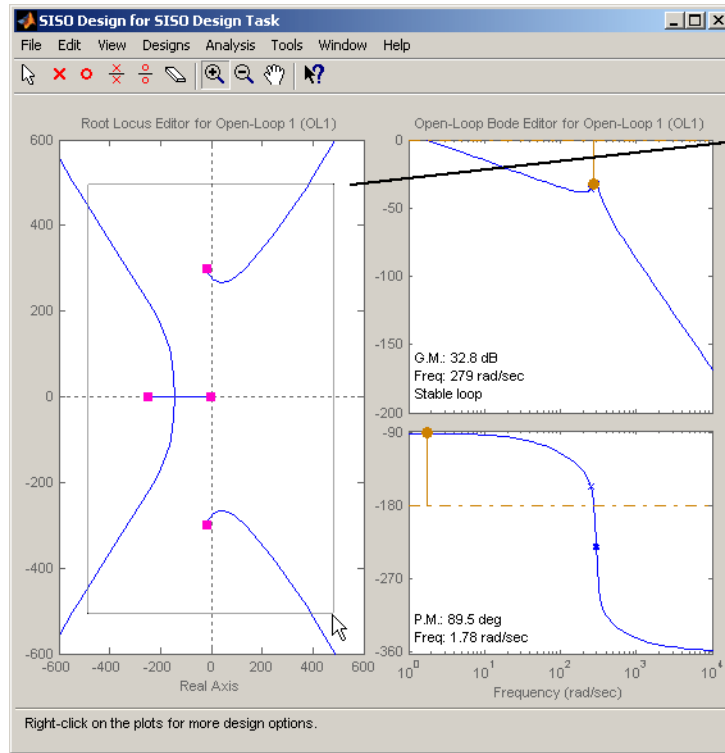 SISO Design for SISO Design Task
File Edit View Designs Analysis Tools Window Help
Root Locus Editor for Open-Loop 1 (OL1)
600
400
200
0
-200
-400
-600
-600 -400 -200 0 200 400 600
Real Axis
Open-Loop Bode Editor for Open-Loop 1 (OL1)
0
-50
-100
-150
-200
G.M.: 32.8 dB
Freq: 279 rad/sec
Stable loop
-90
-180
-270
-360
P.M.: 89.5 deg
Freq: 1.78 rad/sec
10^0 10^1 10^2 10^3 10^4
Frequency (rad/sec)
Right-click on the plots for more design options.